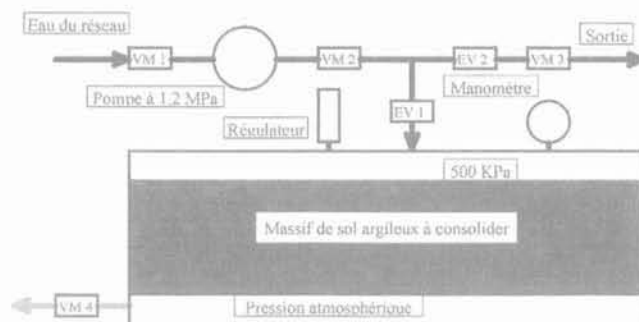 Eau du réseau
Sortie
VM 1
VM 2
EV 2
VM 3
Pompe à 1.2 MPa
Manomètre
EV 1
Régulateur
500 KPa
Massif de sol argileux à consolider
VM 4
Pression atmosphérique